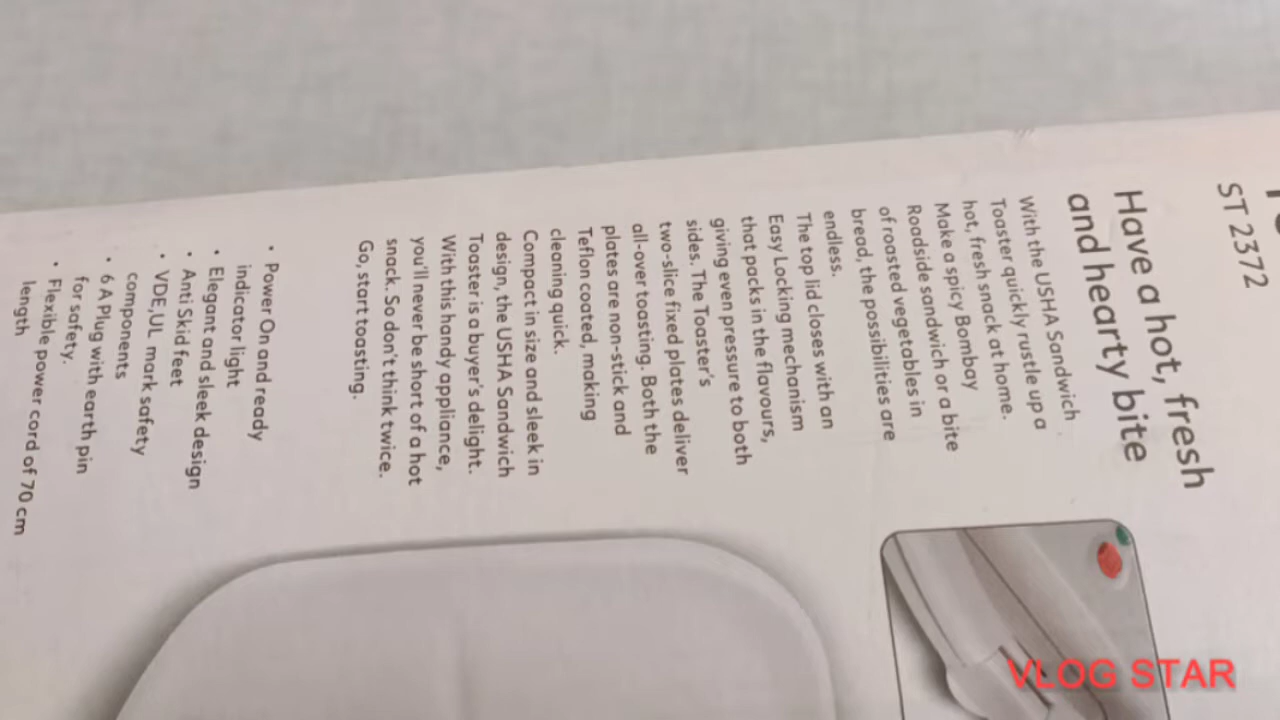 ST 2372
Have a hot, fresh
and hearty bite
With the USHA Sandwich
Toaster quickly rustle up a
hot, fresh snack at home.
Make a spicy Bombay
Roadside sandwich or a bite
of roasted vegetables in
bread, the possibilities are
endless.
The top lid closes with an
Easy Locking mechanism
that packs in the flavours,
giving even pressure to both
sides. The Toaster's
two-slice fixed plates deliver
all-over toasting. Both the
plates are non-stick and
Teflon coated, making
cleaning quick.
Compact in size and sleek in
design, the USHA Sandwich
Toaster is a buyer's delight.
With this handy appliance,
you'll never be short of a hot
snack. So don't think twice.
Go, start toasting.
• Power On and ready
indicator light
• Elegant and sleek design
• Anti Skid feet
• VDE,UL mark safety
components
• 6 A Plug with earth pin
for safety.
• Flexible power cord of 70 cm
length
VLOG STAR